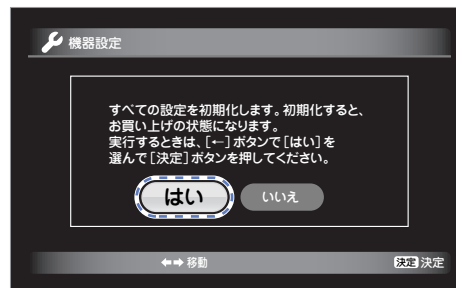 機器設定
すべての設定を初期化します。初期化すると、
お買い上げの状態になります。
実行するときは、[←]ボタンで[はい]を
選んで[決定]ボタンを押してください。
はい いいえ
←→ 移動 決定 決定